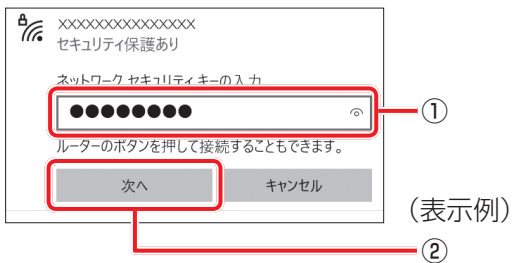 XXXXXXXXXXXXXXX
セキュリティ保護あり
ネットワーク セキュリティ キーの入力
●●●●●●●●
①
ルーターのボタンを押して接続することもできます。
次へ
キャンセル
(表示例)
②